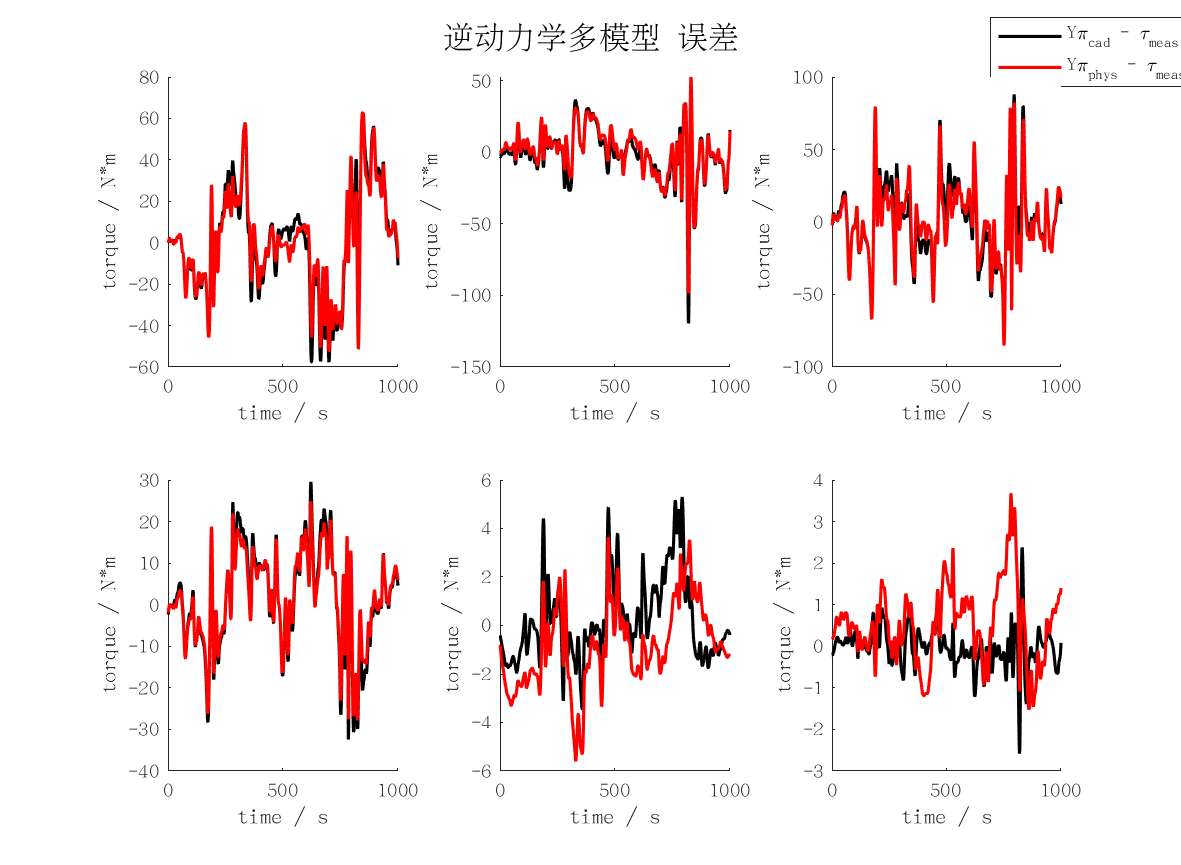 逆动力学多模型 误差
Yπcad - τmeas
Yπphys - τmeas
80
60
40
20
0
-20
-40
-60
torque / N*m
0 500 1000
time / s
50
0
-50
-100
-150
torque / N*m
0 500 1000
time / s
100
50
0
-50
-100
torque / N*m
0 500 1000
time / s
30
20
10
0
-10
-20
-30
-40
torque / N*m
0 500 1000
time / s
6
4
2
0
-2
-4
-6
torque / N*m
0 500 1000
time / s
4
3
2
1
0
-1
-2
-3
torque / N*m
0 500 1000
time / s